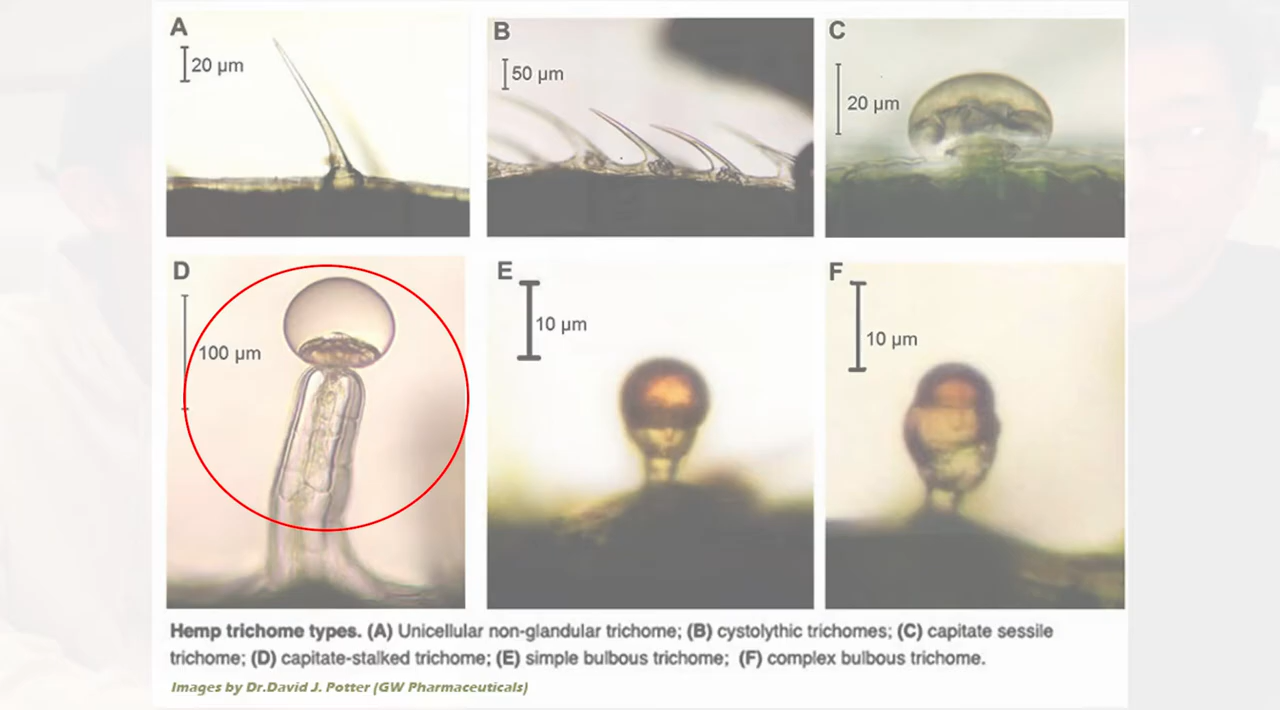 A
20 µm
B
50 µm
C
20 µm
D
100 µm
E
10 µm
F
10 µm
Hemp trichome types. (A) Unicellular non-glandular trichome; (B) cystolythic trichomes; (C) capitate sessile
trichome; (D) capitate-stalked trichome; (E) simple bulbous trichome; (F) complex bulbous trichome.
Images by Dr.David J. Potter (GW Pharmaceuticals)